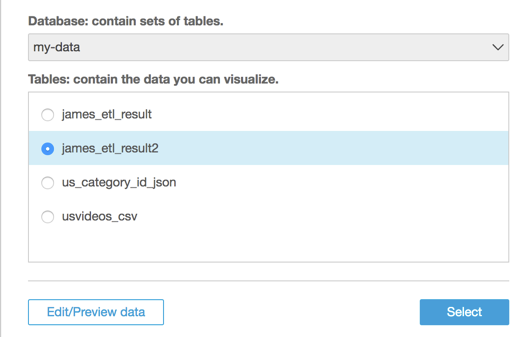 Database: contain sets of tables.
my-data
Tables: contain the data you can visualize.
james_etl_result
james_etl_result2
us_category_id_json
usvideos_csv
Edit/Preview data
Select